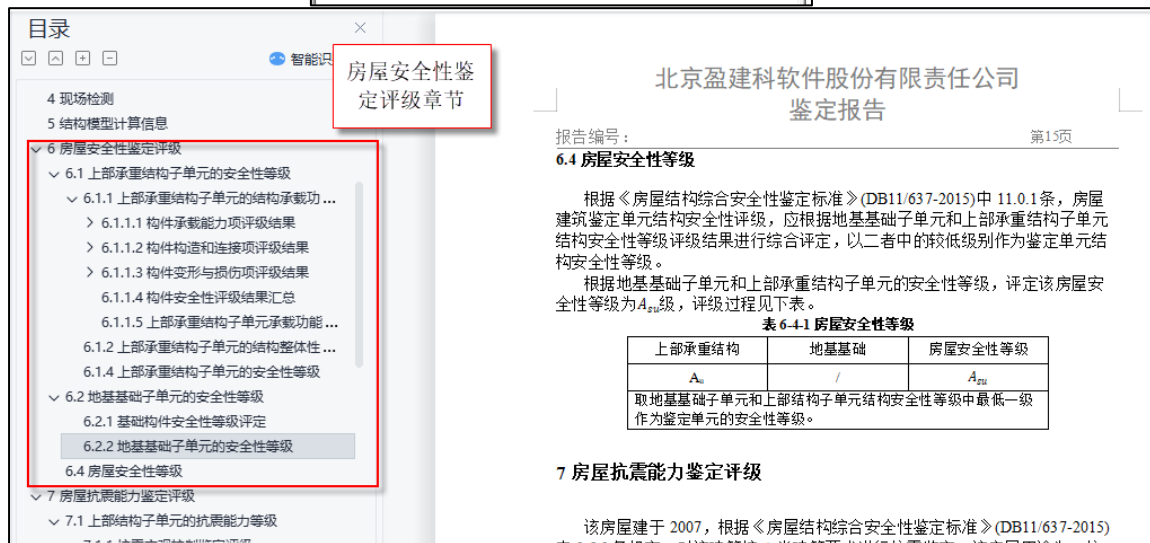 目录
智能识
房屋安全性鉴
定评级章节
4 现场检测
5 结构模型计算信息
6 房屋安全性鉴定评级
6.1 上部承重结构子单元的安全性等级
6.1.1 上部承重结构子单元的结构承载功 ...
6.1.1.1 构件承载能力项评级结果
6.1.1.2 构件构造和连接项评级结果
6.1.1.3 构件变形与损伤项评级结果
6.1.1.4 构件安全性评级结果汇总
6.1.1.5 上部承重结构子单元承载功能 ...
6.1.2 上部承重结构子单元的结构整体性 ...
6.1.4 上部承重结构子单元的安全性等级
6.2 地基基础子单元的安全性等级
6.2.1 基础构件安全性等级评定
6.2.2 地基基础子单元的安全性等级
6.4 房屋安全性等级
7 房屋抗震能力鉴定评级
7.1 上部结构子单元的抗震能力等级
北京盈建科软件股份有限责任公司
鉴定报告
报告编号： 第15页
6.4 房屋安全性等级
根据《房屋结构综合安全性鉴定标准》(DB11/637-2015)中 11.0.1条，房屋
建筑鉴定单元结构安全性评级，应根据地基基础子单元和上部承重结构子单元
结构安全性等级评级结果进行综合评定，以二者中的较低级别作为鉴定单元结
构安全性等级。
根据地基基础子单元和上部承重结构子单元的安全性等级，评定该房屋安
全性等级为Asu级，评级过程见下表。
表 6-4-1 房屋安全性等级
上部承重结构 地基基础 房屋安全性等级
Au / Asu
取地基基础子单元和上部结构子单元结构安全性等级中最低一级
作为鉴定单元的安全性等级。
7 房屋抗震能力鉴定评级
该房屋建于 2007，根据《房屋结构综合安全性鉴定标准》(DB11/637-2015)